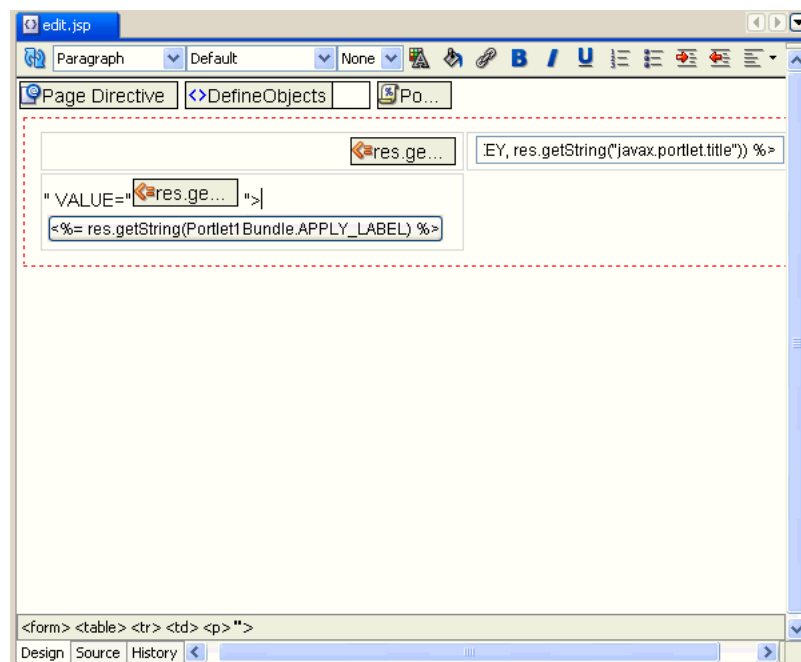 edit.jsp
Paragraph Default None B I U
Page Directive <>DefineObjects Po...
res.ge... :EY, res.getString("javax.portlet.title")) %>
" VALUE=" res.ge... ">
<%= res.getString(Portlet1Bundle.APPLY_LABEL) %>
<form> <table> <tr> <td> <p> ">
Design Source History